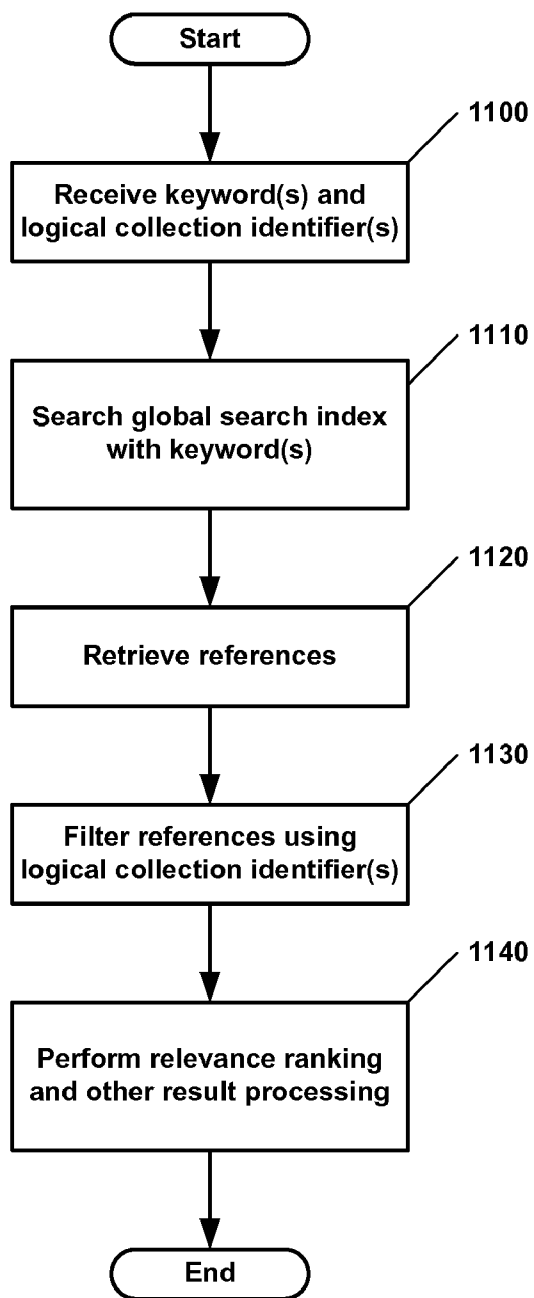 Start
1100
Receive keyword(s) and
logical collection identifier(s)
1110
Search global search index
with keyword(s)
1120
Retrieve references
1130
Filter references using
logical collection identifier(s)
1140
Perform relevance ranking
and other result processing
End